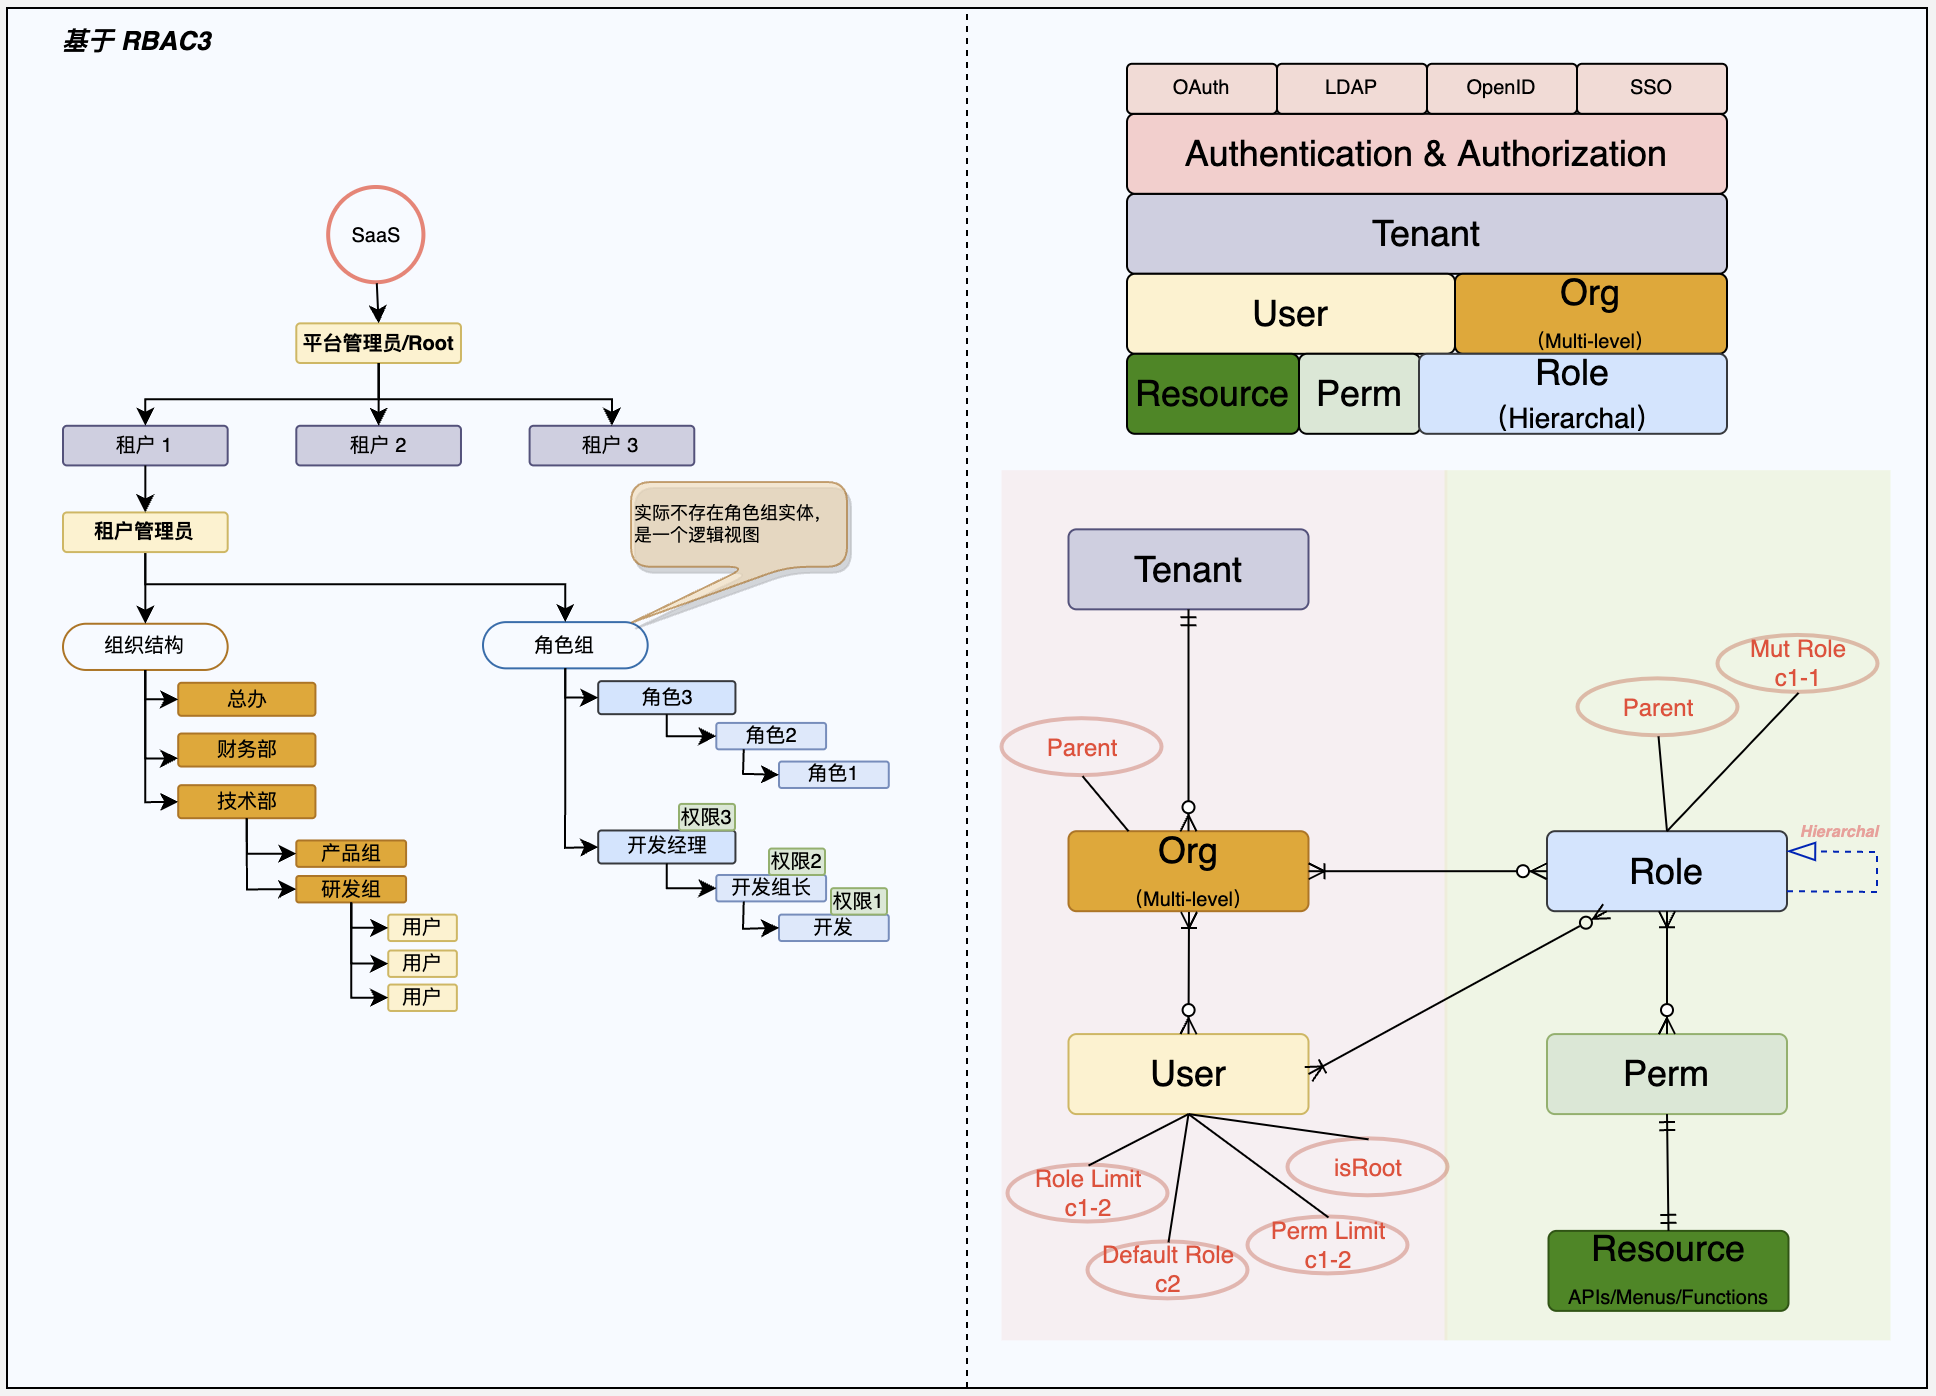 基于 RBAC3
SaaS
平台管理员/Root
租户 1
租户 2
租户 3
租户管理员
实际不存在角色组实体，
是一个逻辑视图
组织结构
角色组
总办
财务部
技术部
产品组
研发组
用户
用户
用户
角色3
角色2
角色1
权限3
开发经理
权限2
开发组长
权限1
开发
OAuth
LDAP
OpenID
SSO
Authentication & Authorization
Tenant
User
Org
(Multi-level)
Resource
Perm
Role
(Hierarchal)
Tenant
Mut Role
c1-1
Parent
Parent
Hierarchal
Org
(Multi-level)
Role
User
Perm
isRoot
Role Limit
c1-2
Perm Limit
c1-2
Default Role
c2
Resource
APIs/Menus/Functions